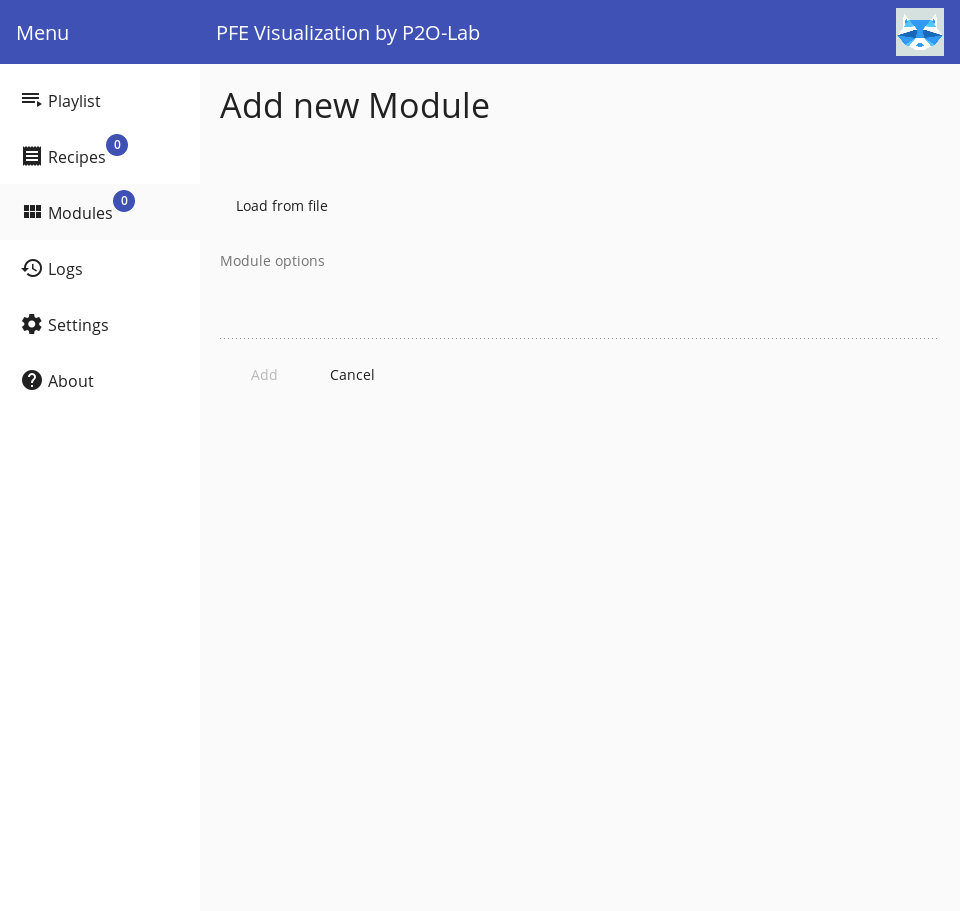 Menu
PFE Visualization by P2O-Lab
Playlist
Recipes 0
Modules 0
Logs
Settings
About
Add new Module
Load from file
Module options
Add Cancel